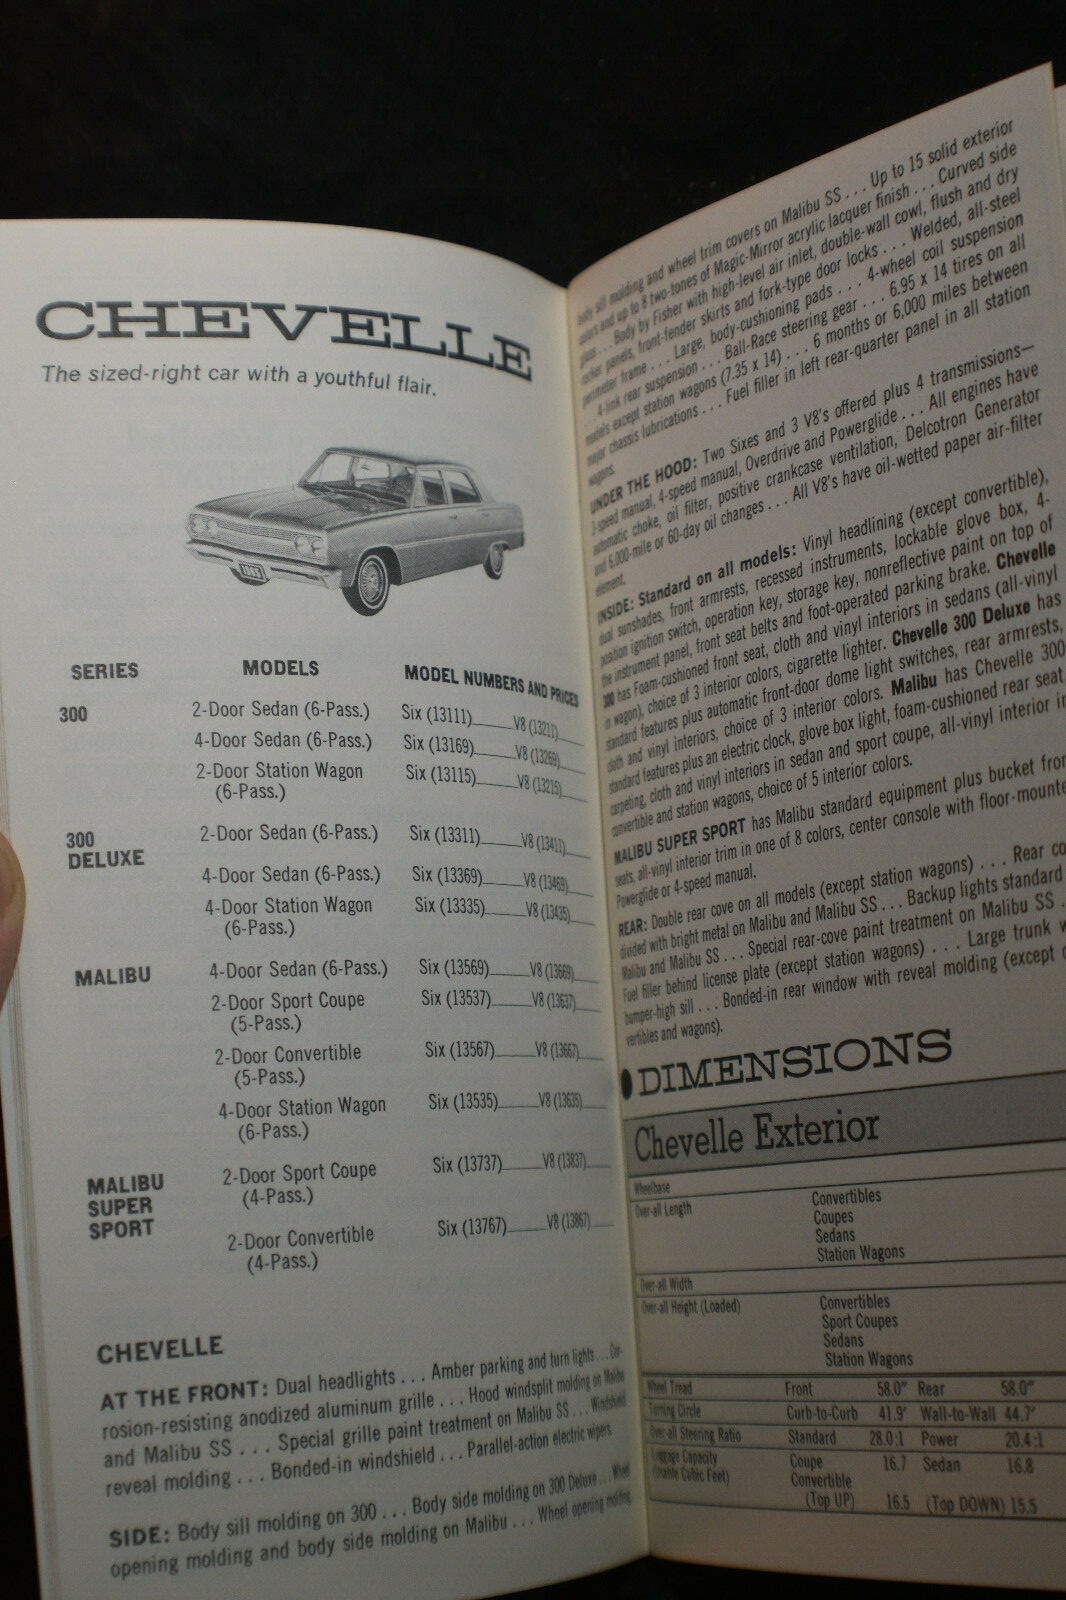 CHEVELLE
The sized-right car with a youthful flair.
1965
SERIES MODELS MODEL NUMBERS AND PRICES
300 2-Door Sedan (6-Pass.) Six (13111) V8 (13211)
4-Door Sedan (6-Pass.) Six (13169) V8 (13269)
2-Door Station Wagon Six (13115) V8 (13215)
(6-Pass.)
300 2-Door Sedan (6-Pass.) Six (13311) V8 (13411)
DELUXE
4-Door Sedan (6-Pass.) Six (13369) V8 (13469)
4-Door Station Wagon Six (13335) V8 (13435)
(6-Pass.)
MALIBU 4-Door Sedan (6-Pass.) Six (13569) V8 (13669)
2-Door Sport Coupe Six (13537) V8 (13637)
(5-Pass.)
2-Door Convertible Six (13567) V8 (13667)
(5-Pass.)
4-Door Station Wagon Six (13535) V8 (13635)
(6-Pass.)
MALIBU 2-Door Sport Coupe Six (13737) V8 (13837)
SUPER (4-Pass.)
SPORT
2-Door Convertible Six (13767) V8 (13867)
(4-Pass.)
CHEVELLE
AT THE FRONT: Dual headlights . . . Amber parking and turn lights . . . Cor-
rosion-resisting anodized aluminum grille . . . Hood windsplit molding on Malibu
and Malibu SS . . . Special grille paint treatment on Malibu SS . . . Windshield
reveal molding . . . Bonded-in windshield . . . Parallel-action electric wipers
SIDE: Body sill molding on 300 . . . Body side molding on 300 Deluxe . . . Wheel
opening molding and body side molding on Malibu . . . Wheel opening molding
body sill molding and wheel trim covers on Malibu SS . . . Up to 15 solid exterior
colors and up to 8 two-tones of Magic-Mirror acrylic lacquer finish . . . Curved side
glass . . . Body by Fisher with high-level air inlet, double-wall cowl, flush and dry
rocker panels, front-fender skirts and fork-type door locks . . . Welded, all-steel
perimeter frame . . . Large, body-cushioning pads . . . 4-wheel coil suspension
. . . 4-link rear suspension . . . Ball-Race steering gear . . . 6.95 x 14 tires on all
models except station wagons (7.35 x 14) . . . 6 months or 6,000 miles between
major chassis lubrications . . . Fuel filler in left rear-quarter panel in all station
wagons.
UNDER THE HOOD: Two Sixes and 3 V8's offered plus 4 transmissions—
3-speed manual, 4-speed manual, Overdrive and Powerglide . . . All engines have
automatic choke, oil filter, positive crankcase ventilation, Delcotron Generator
and 6,000-mile or 60-day oil changes . . . All V8's have oil-wetted paper air-filter
element.
INSIDE: Standard on all models: Vinyl headlining (except convertible),
dual sunshades, front armrests, recessed instruments, lockable glove box, 4-
position ignition switch, operation key, storage key, nonreflective paint on top of
the instrument panel, front seat belts and foot-operated parking brake. Chevelle
300 has Foam-cushioned front seat, cloth and vinyl interiors in sedans (all-vinyl
in wagon), choice of 3 interior colors, cigarette lighter. Chevelle 300 Deluxe has
standard features plus automatic front-door dome light switches, rear armrests,
cloth and vinyl interiors, choice of 3 interior colors. Malibu has Chevelle 300
standard features plus an electric clock, glove box light, foam-cushioned rear seat,
carpeting, cloth and vinyl interiors in sedan and sport coupe, all-vinyl interior in
convertible and station wagons, choice of 5 interior colors.
MALIBU SUPER SPORT has Malibu standard equipment plus bucket fron
seats, all-vinyl interior trim in one of 8 colors, center console with floor-mounte
Powerglide or 4-speed manual.
REAR: Double rear cove on all models (except station wagons) . . . Rear co
divided with bright metal on Malibu and Malibu SS . . . Backup lights standard
Malibu and Malibu SS . . . Special rear-cove paint treatment on Malibu SS . .
Fuel filler behind license plate (except station wagons) . . . Large trunk w
bumper-high sill . . . Bonded-in rear window with reveal molding (except c
vertibles and wagons).
DIMENSIONS
Chevelle Exterior
Wheelbase
Over-all Length Convertibles
Coupes
Sedans
Station Wagons
Over-all Width
Over-all Height (Loaded) Convertibles
Sport Coupes
Sedans
Station Wagons
Wheel Tread Front 58.0" Rear 58.0"
Turning Circle Curb-to-Curb 41.9' Wall-to-Wall 44.7'
Over-all Steering Ratio Standard 28.0:1 Power 20.4:1
Luggage Capacity Coupe 16.7 Sedan 16.8
(Usable Cubic Feet) Convertible
(Top UP) 16.5 (Top DOWN) 15.5